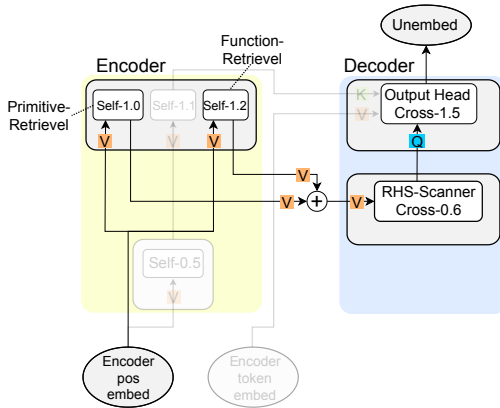 Unembed
Function-
Retrievel
Encoder
Decoder
Primitive-
Retrievel
Self-1.0
Self-1.1
Self-1.2
K
V
Output Head
Cross-1.5
V
V
Q
V
V
+
V
RHS-Scanner
Cross-0.6
Self-0.5
V
Encoder
pos
embed
Encoder
token
embed